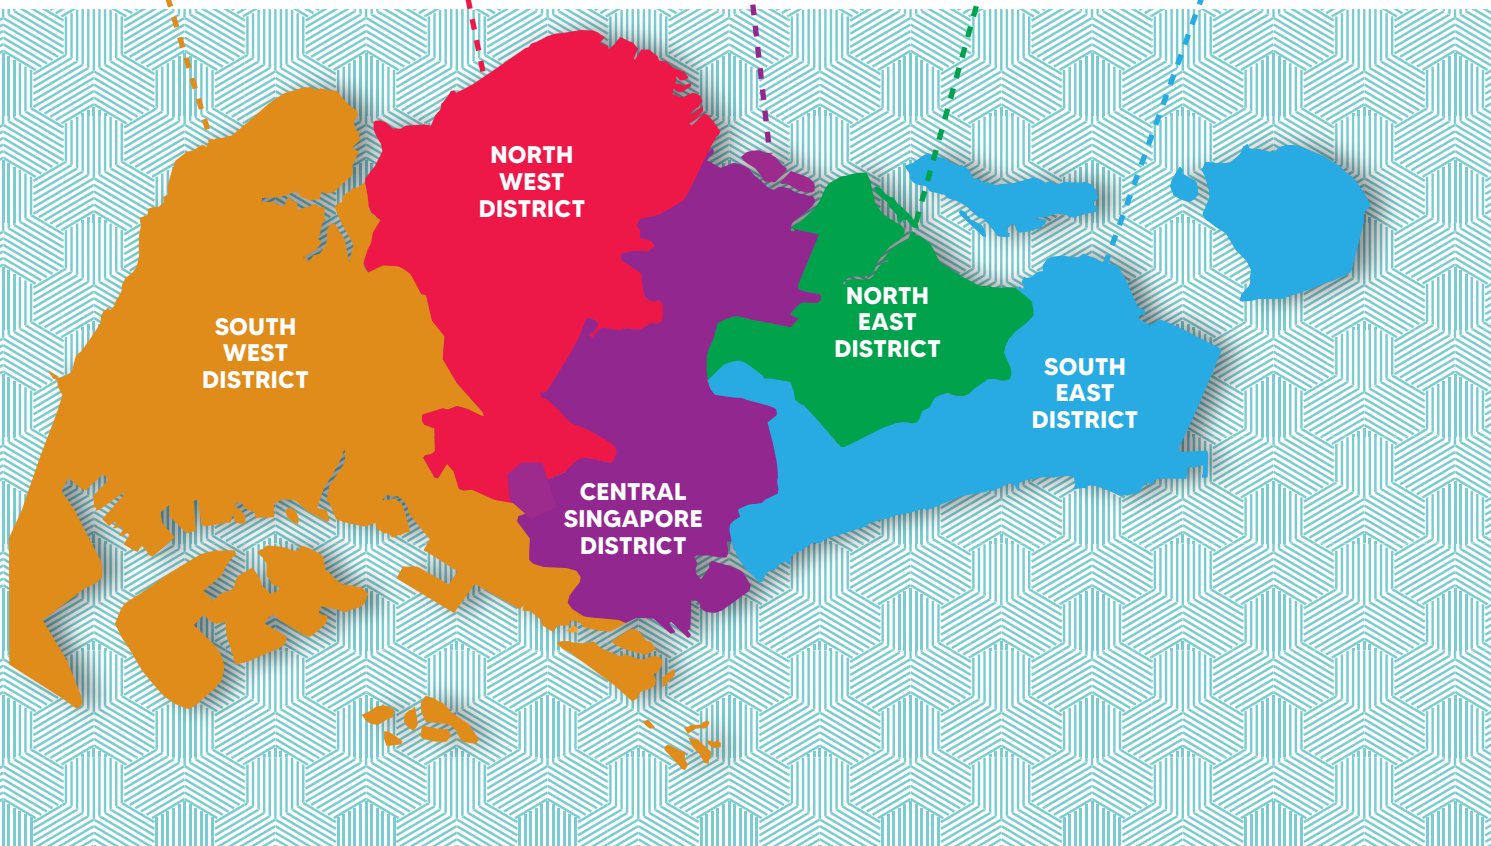 NORTH
WEST
DISTRICT
SOUTH
WEST
DISTRICT
NORTH
EAST
DISTRICT
SOUTH
EAST
DISTRICT
CENTRAL
SINGAPORE
DISTRICT